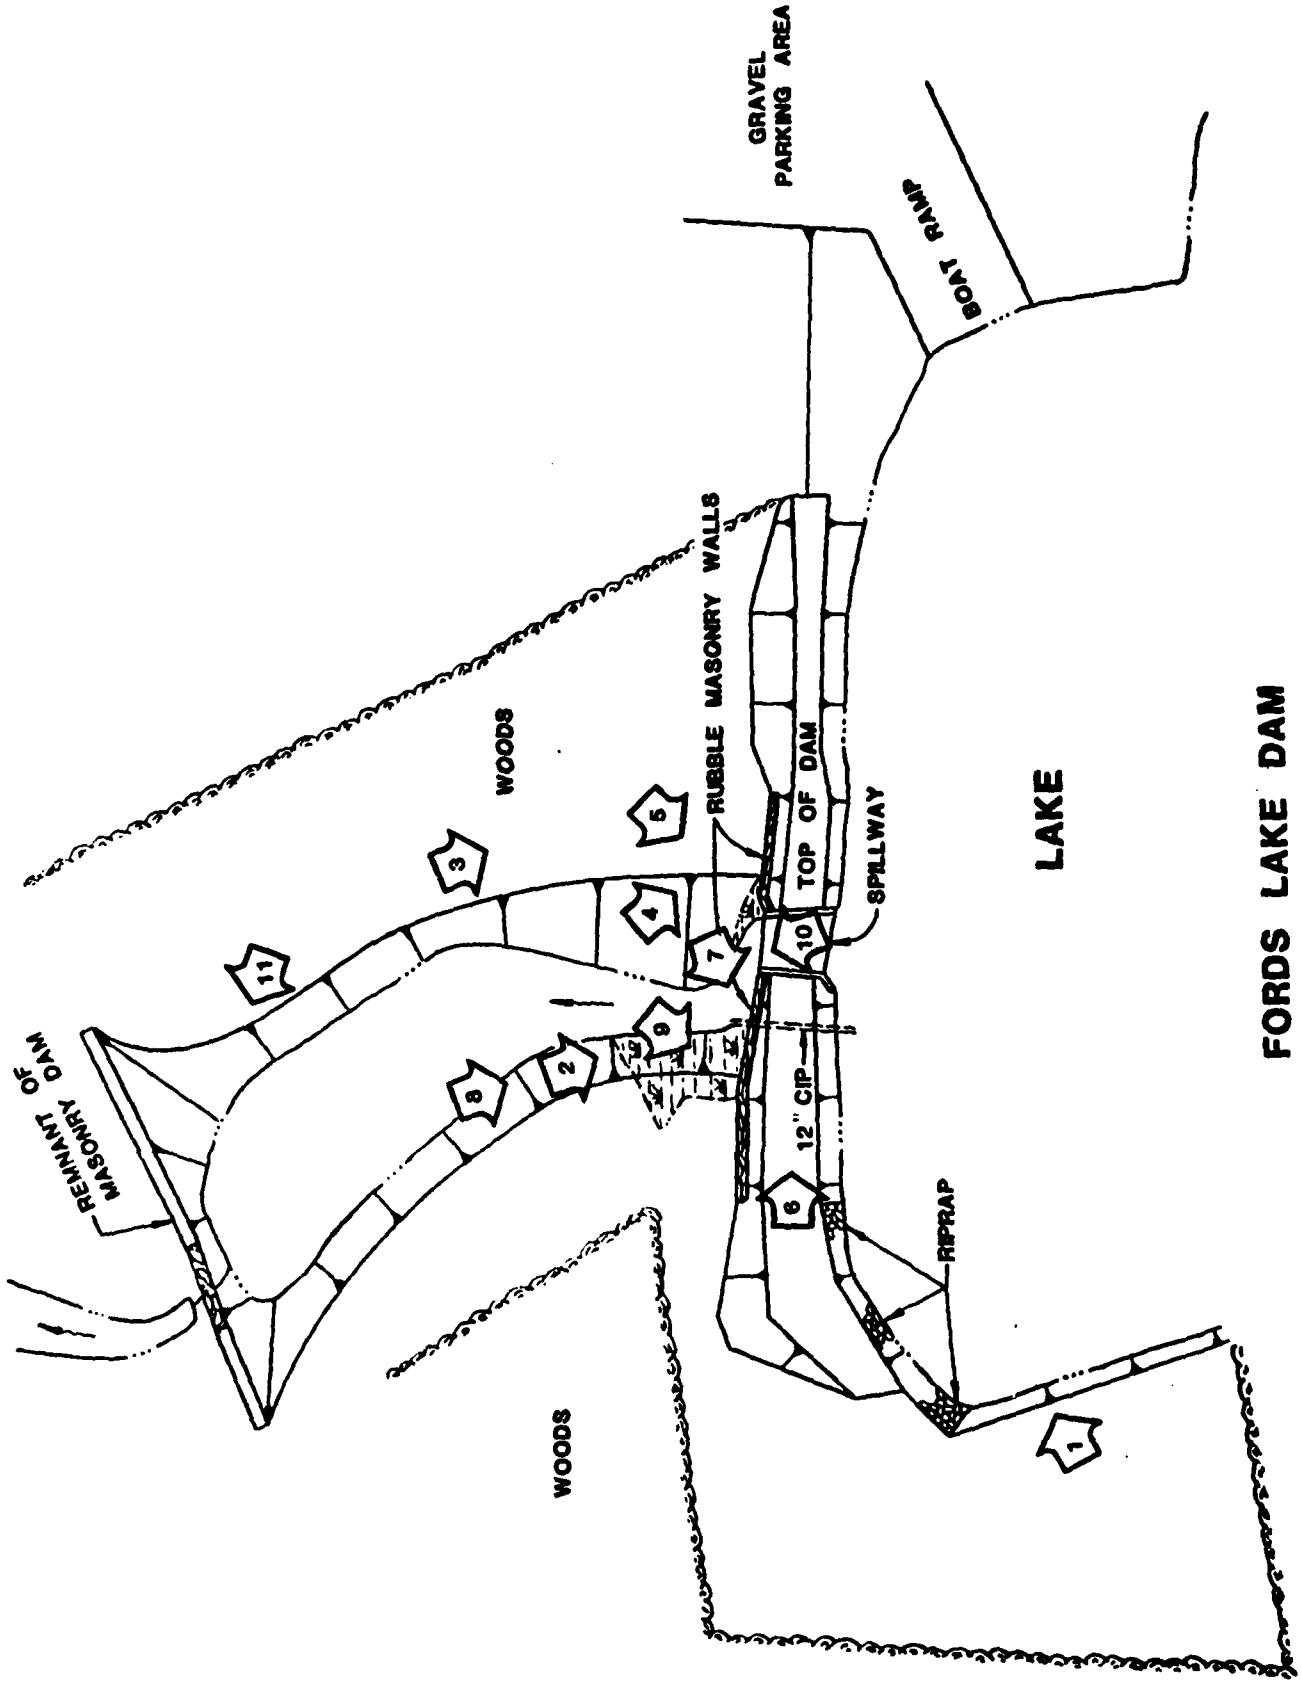 REMNANT OF
MASONRY DAM
11
3
WOODS
5
4
RUBBLE MASONRY WALLS
GRAVEL
PARKING AREA
BOAT RAMP
8
2
9
7
10
TOP OF DAM
SPILLWAY
12" CIP
6
WOODS
RIPRAP
1
LAKE
FORDS LAKE DAM